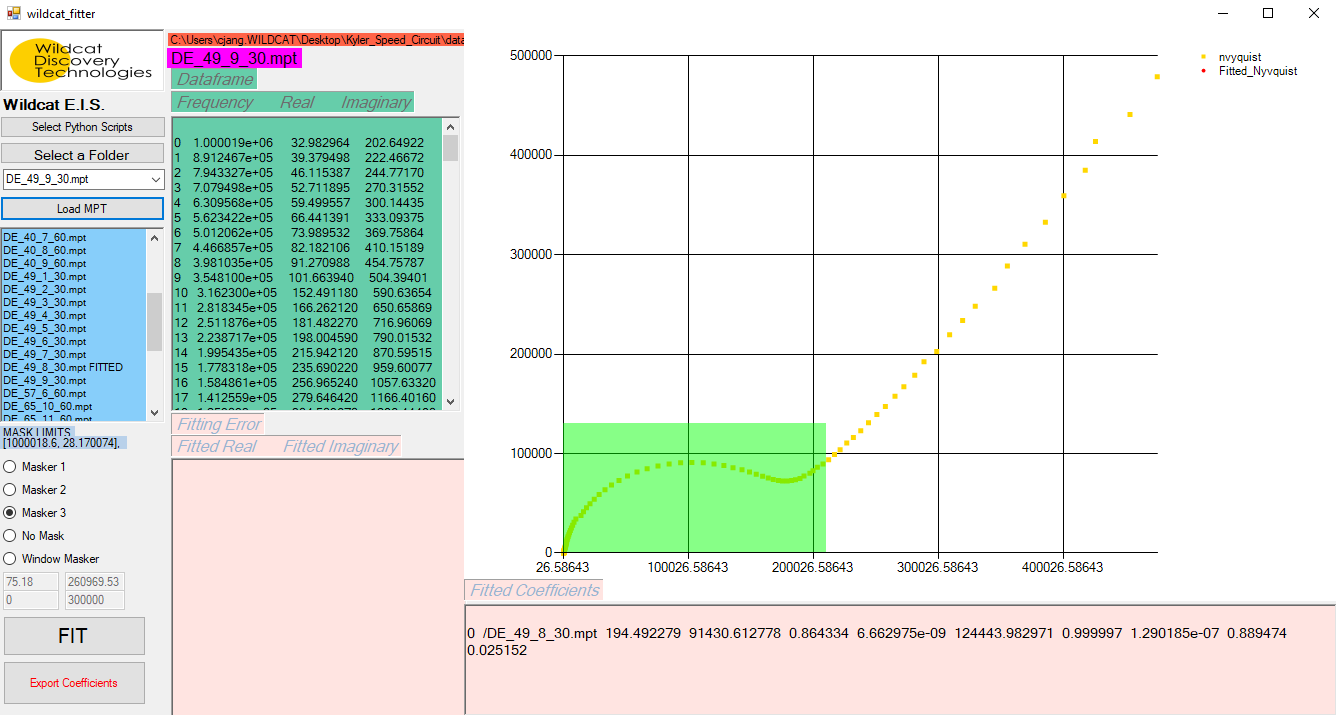 wildcat_fitter
Wildcat
Discovery
Technologies
Wildcat E.I.S.
Select Python Scripts
Select a Folder
DE_49_9_30.mpt
Load MPT
DE_40_7_60.mpt
DE_40_8_60.mpt
DE_40_9_60.mpt
DE_49_1_30.mpt
DE_49_2_30.mpt
DE_49_3_30.mpt
DE_49_4_30.mpt
DE_49_5_30.mpt
DE_49_6_30.mpt
DE_49_7_30.mpt
DE_49_8_30.mpt FITTED
DE_49_9_30.mpt
DE_57_6_60.mpt
DE_65_10_60.mpt
DE_65_11_60.mpt
MASK LIMITS
[1000018.6, 28.170074],
Masker 1
Masker 2
Masker 3
No Mask
Window Masker
75.18 260969.53
0 300000
FIT
Export Coefficients
C:\Users\cjang.WILDCAT\Desktop\Kyler_Speed_Circuit\data
DE_49_9_30.mpt
Dataframe
Frequency Real Imaginary
0 1.000019e+06 32.982964 202.64922
1 8.912467e+05 39.379498 222.46672
2 7.943327e+05 46.115387 244.77170
3 7.079498e+05 52.711895 270.31552
4 6.309568e+05 59.499557 300.14435
5 5.623422e+05 66.441391 333.09375
6 5.012062e+05 73.989532 369.75864
7 4.466857e+05 82.182106 410.15189
8 3.981035e+05 91.270988 454.75787
9 3.548100e+05 101.663940 504.39401
10 3.162300e+05 152.491180 590.63654
11 2.818345e+05 166.262120 650.65869
12 2.511876e+05 181.482270 716.96069
13 2.238717e+05 198.004590 790.01532
14 1.995435e+05 215.942120 870.59515
15 1.778318e+05 235.690220 959.60077
16 1.584861e+05 256.965240 1057.63320
17 1.412559e+05 279.646420 1166.40160
Fitting Error
Fitted Real Fitted Imaginary
500000
400000
300000
200000
100000
0
26.58643 100026.58643 200026.58643 300026.58643 400026.58643
nvyquist
Fitted_Nyvquist
Fitted Coefficients
0 /DE_49_8_30.mpt 194.492279 91430.612778 0.864334 6.662975e-09 124443.982971 0.999997 1.290185e-07 0.889474
0.025152